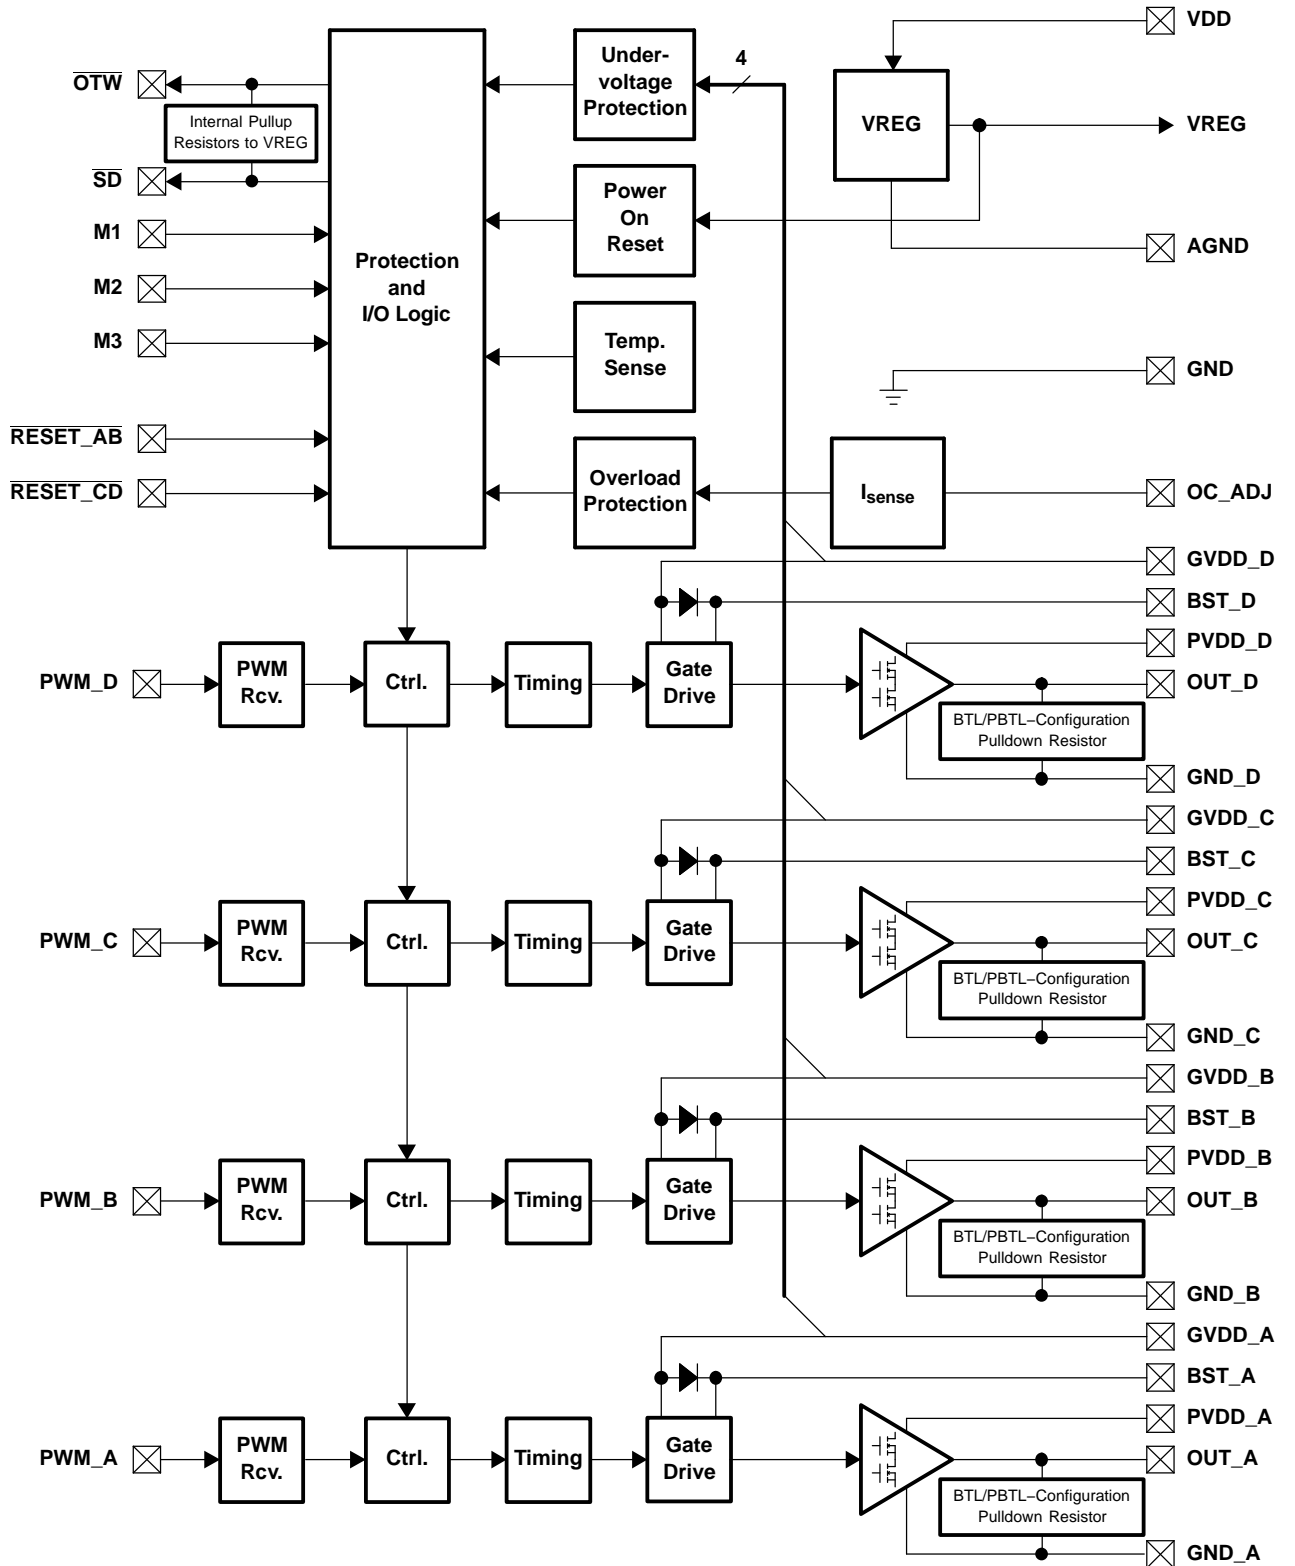 VDD
Under-
voltage
Protection
4
OTW
Internal Pullup
Resistors to VREG
VREG
VREG
SD
Power
On
Reset
M1
AGND
Protection
and
I/O Logic
M2
M3
Temp.
Sense
GND
RESET_AB
RESET_CD
Overload
Protection
Isense
OC_ADJ
GVDD_D
BST_D
PVDD_D
PWM_D
PWM
Rcv.
Ctrl.
Timing
Gate
Drive
OUT_D
BTL/PBTL–Configuration
Pulldown Resistor
GND_D
GVDD_C
BST_C
PVDD_C
PWM_C
PWM
Rcv.
Ctrl.
Timing
Gate
Drive
OUT_C
BTL/PBTL–Configuration
Pulldown Resistor
GND_C
GVDD_B
BST_B
PVDD_B
PWM_B
PWM
Rcv.
Ctrl.
Timing
Gate
Drive
OUT_B
BTL/PBTL–Configuration
Pulldown Resistor
GND_B
GVDD_A
BST_A
PVDD_A
PWM_A
PWM
Rcv.
Ctrl.
Timing
Gate
Drive
OUT_A
BTL/PBTL–Configuration
Pulldown Resistor
GND_A